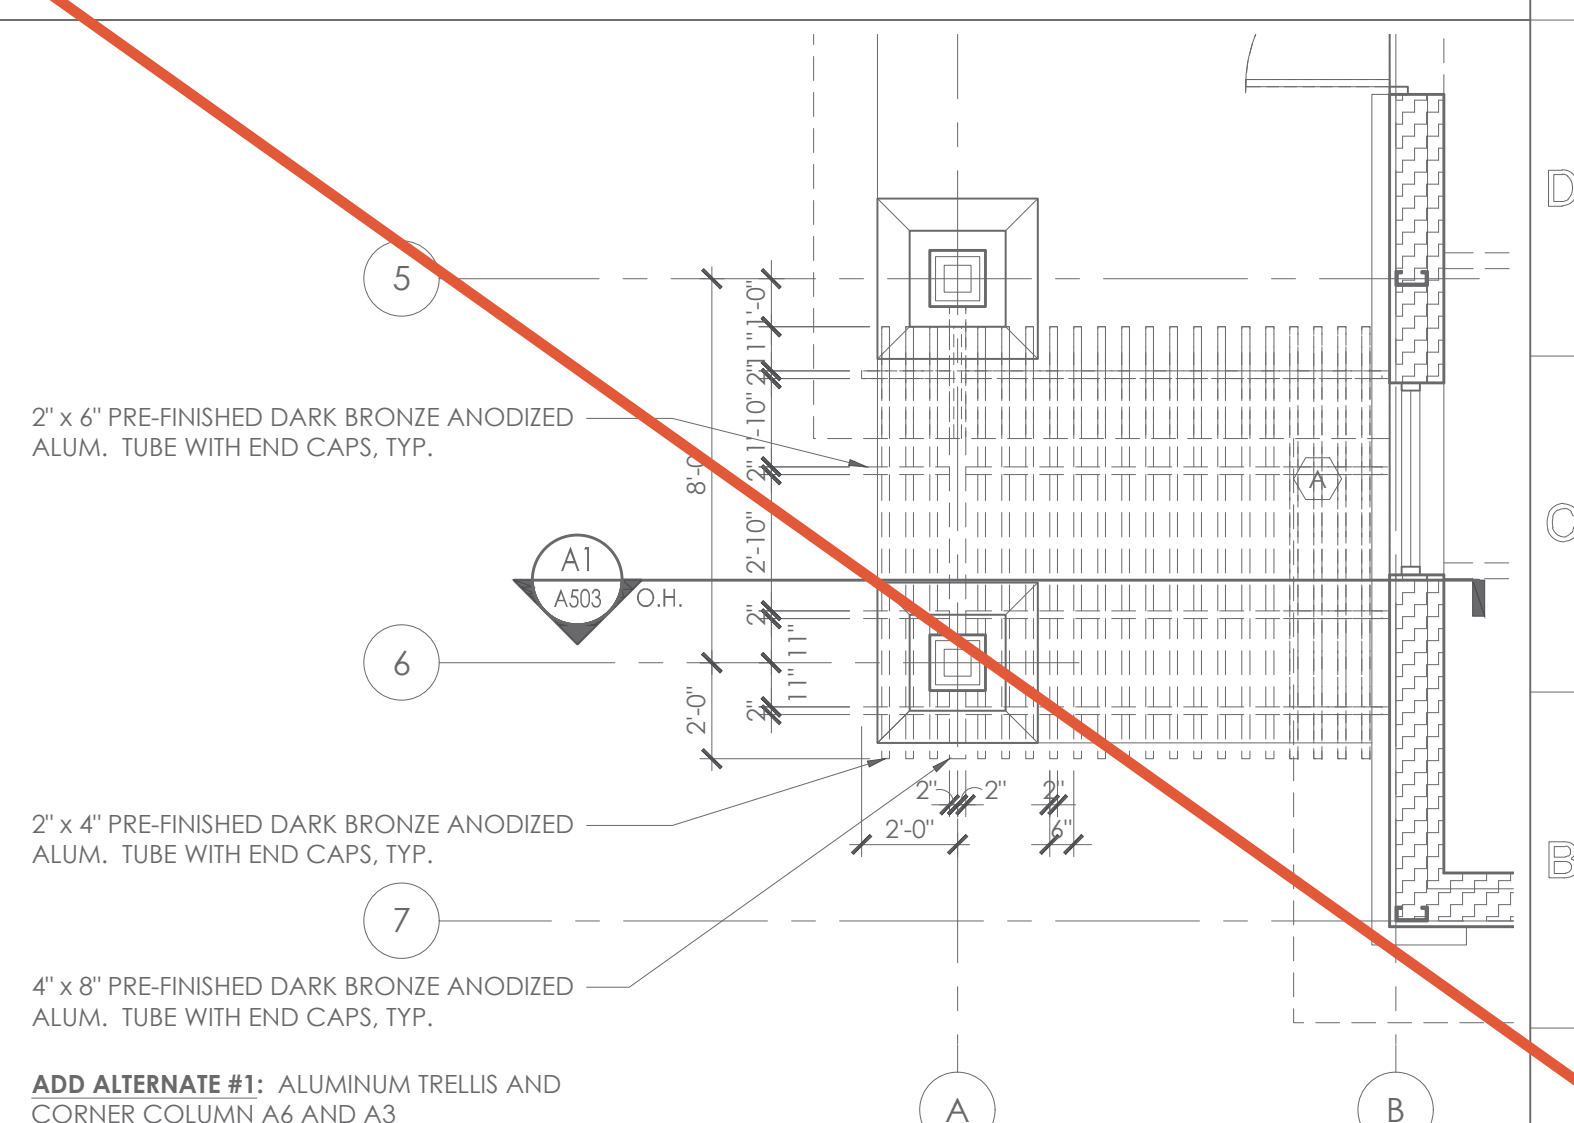 D
5
1'-0"
11"
2"
2" x 6" PRE-FINISHED DARK BRONZE ANODIZED
ALUM. TUBE WITH END CAPS, TYP.
1'-10"
8'-0
2"
A
C
2'-10"
A1
A503
O.H.
2"
11"
6
11"
2'-0"
2"
2"
2"
2"
2" x 4" PRE-FINISHED DARK BRONZE ANODIZED
ALUM. TUBE WITH END CAPS, TYP.
2'-0"
6"
B
7
4" x 8" PRE-FINISHED DARK BRONZE ANODIZED
ALUM. TUBE WITH END CAPS, TYP.
ADD ALTERNATE #1: ALUMINUM TRELLIS AND
CORNER COLUMN A6 AND A3
A
B